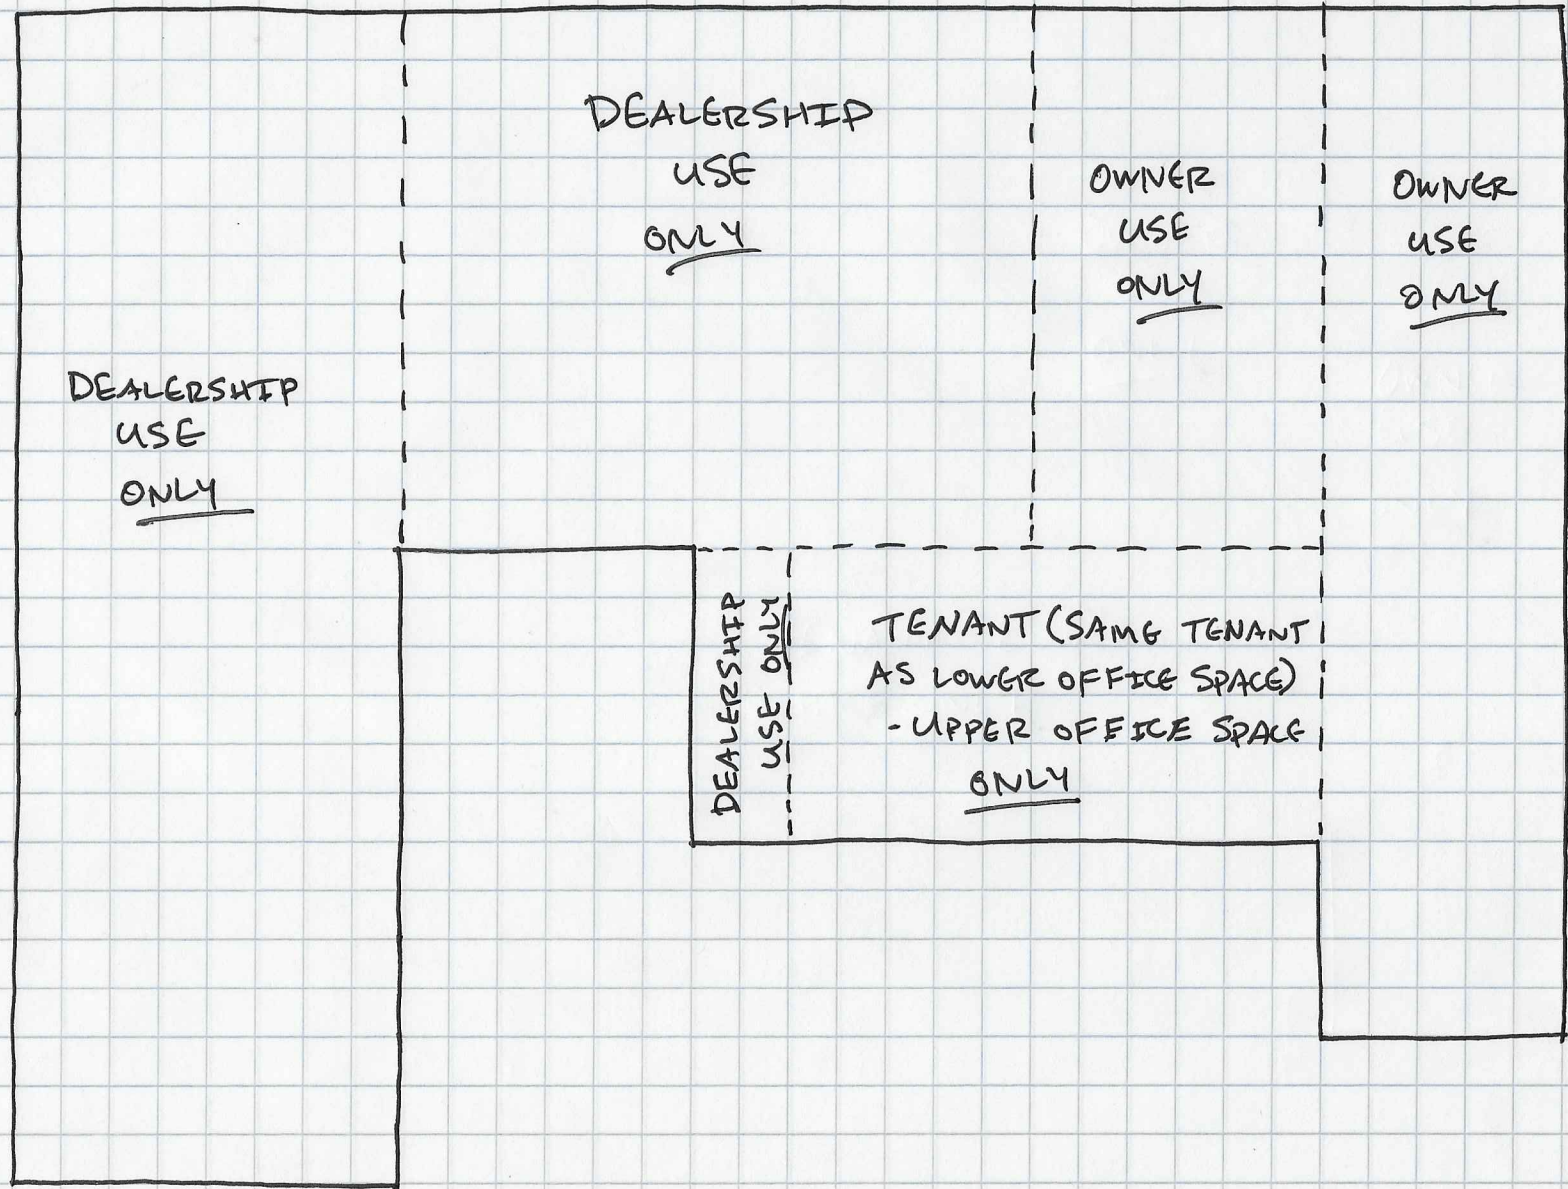 DEALERSHIP
USE
ONLY
OWNER
USE
ONLY
OWNER
USE
ONLY
DEALERSHIP
USE
ONLY
DEALERSHIP
USE ONLY
TENANT (SAME TENANT
AS LOWER OFFICE SPACE)
- UPPER OFFICE SPACE
ONLY